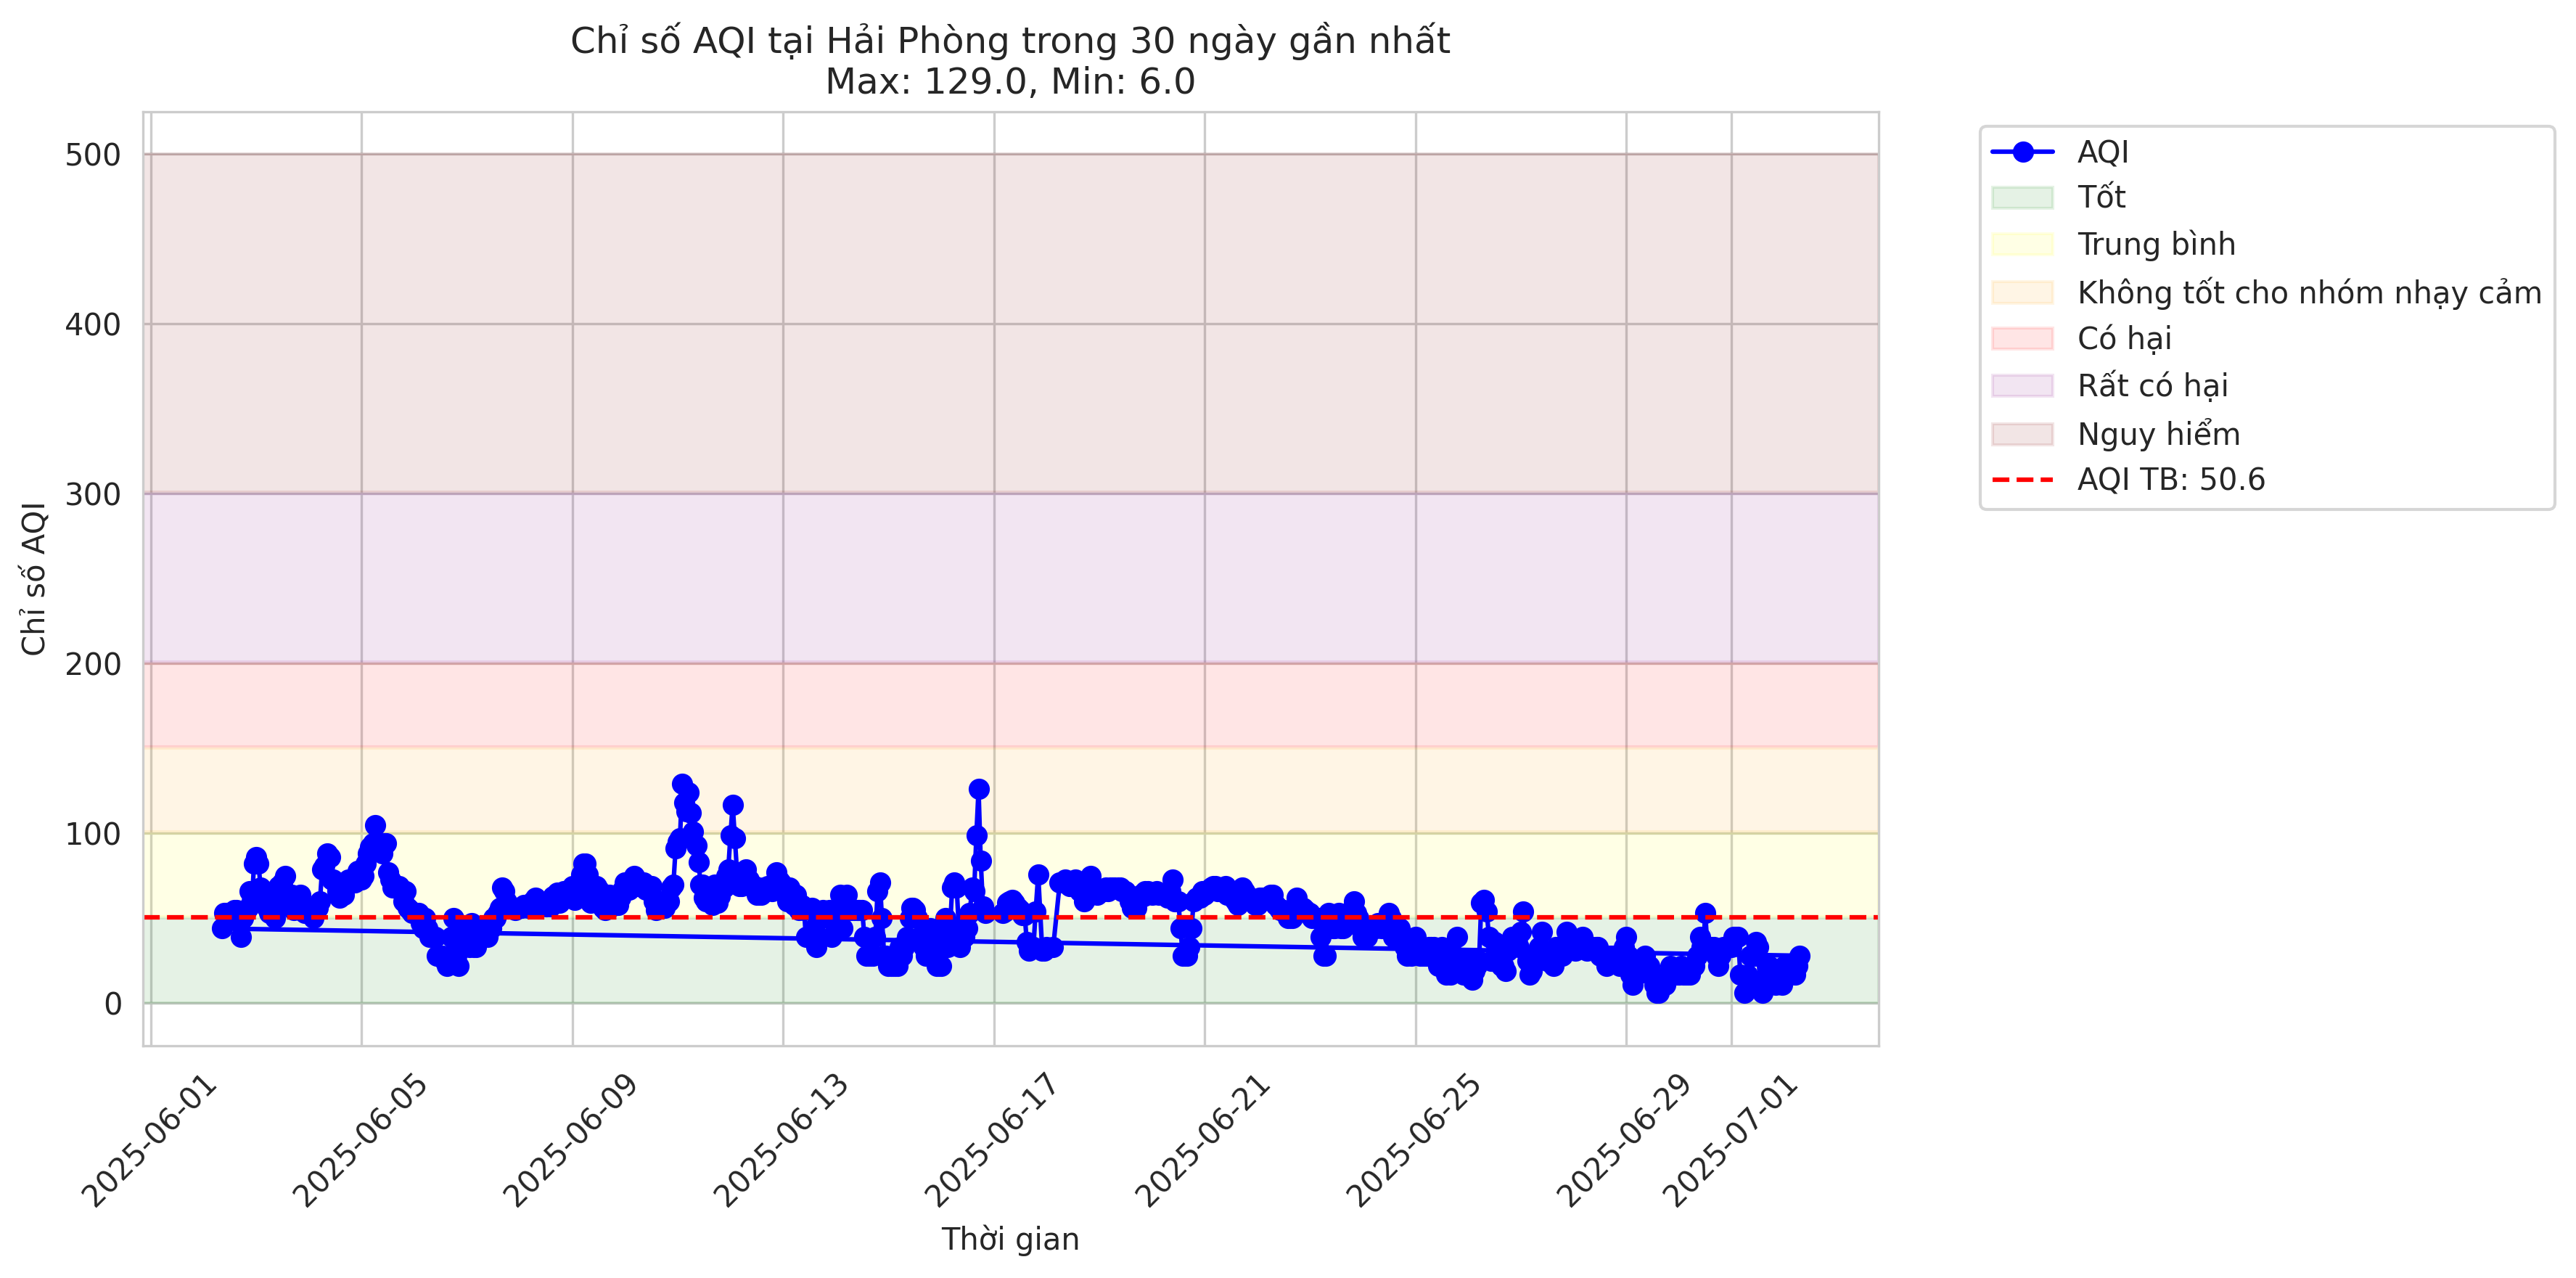 Chỉ số AQI tại Hải Phòng trong 30 ngày gần nhất
Max: 129.0, Min: 6.0
Chỉ số AQI
500
400
300
200
100
0
2025-06-01
2025-06-05
2025-06-09
2025-06-13
2025-06-17
2025-06-21
2025-06-25
2025-06-29
2025-07-01
Thời gian
AQI
Tốt
Trung bình
Không tốt cho nhóm nhạy cảm
Có hại
Rất có hại
Nguy hiểm
AQI TB: 50.6